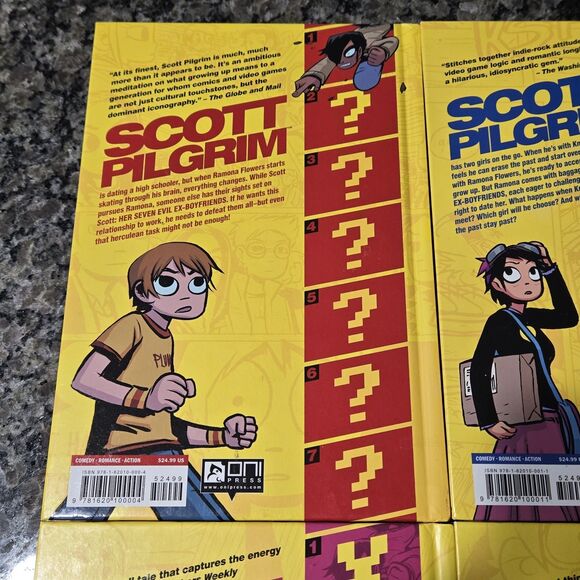 "At its finest, Scott Pilgrim is much, much
more than it appears to be. It's an ambitious
meditation on what growing up means to a
generation for whom comics and video games
are not just cultural touchstones, but the
dominant iconography." – The Globe and Mail
SCOTT
PILGRIM
is dating a high schooler, but when Ramona Flowers starts
skating through his brain, everything changes. While Scott
pursues Ramona, someone else has their sights set on
Scott: HER SEVEN EVIL EX-BOYFRIENDS. If he wants this
relationship to work, he needs to defeat them all—but even
that herculean task might not be enough!
PLUM
COMEDY • ROMANCE • ACTION
$24.99 US
ISBN 978-1-62010-000-4
52499
9 781620 100004
ONI
PRESS
www.onipress.com
1
2
?
3
?
4
?
5
?
6
?
7
?
"Stitches together indie-rock attitude
video game logic and romantic
a hilarious, idiosyncratic gem."
– The Washi
SCOT
PILGRI
has two girls on the go. When he's with Kn
feels he can erase the past and start over
with Ramona Flowers, he's ready to acce
grow up. But Ramona comes with bagga
EX-BOYFRIENDS, each eager to challeng
right to date her. What happens when
meet? Which girl will he choose? And w
the past stay past?
COMEDY • ROMANCE • ACTION
$24.99
ISBN 978-1-62010-001-1
9 781620 100011
tale that captures the energy
ers Weekly
1